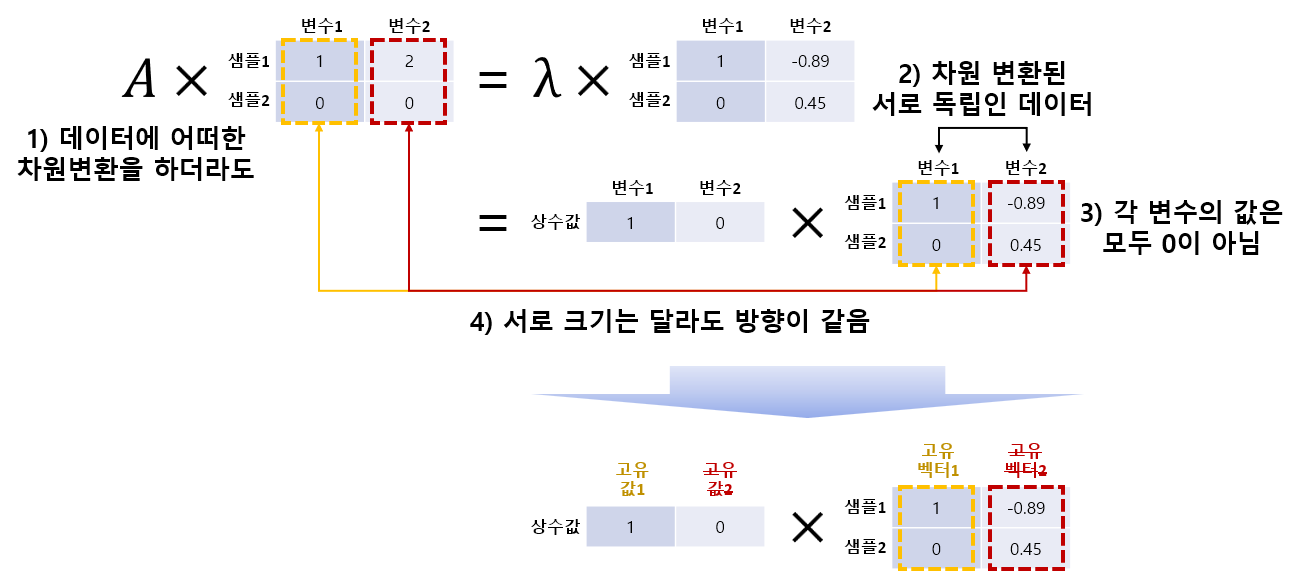 변수1 변수2
변수1 변수2
A × 샘플1 1 2 = λ × 샘플1 1 -0.89
샘플2 0 0 샘플2 0 0.45
1) 데이터에 어떠한
차원변환을 하더라도
2) 차원 변환된
서로 독립인 데이터
변수1 변수2
변수1 변수2
= 상수값 1 0 × 샘플1 1 -0.89
샘플2 0 0.45
3) 각 변수의 값은
모두 0이 아님
4) 서로 크기는 달라도 방향이 같음
고유
값1
고유
값2
고유
벡터1
고유
벡터2
상수값 1 0 × 샘플1 1 -0.89
샘플2 0 0.45